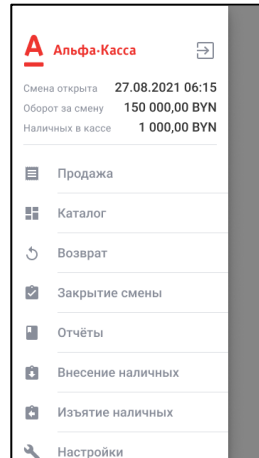 Альфа-Касса
Смена открыта 27.08.2021 06:15
Оборот за смену 150 000,00 BYN
Наличных в кассе 1 000,00 BYN
Продажа
Каталог
Возврат
Закрытие смены
Отчёты
Внесение наличных
Изъятие наличных
Настройки